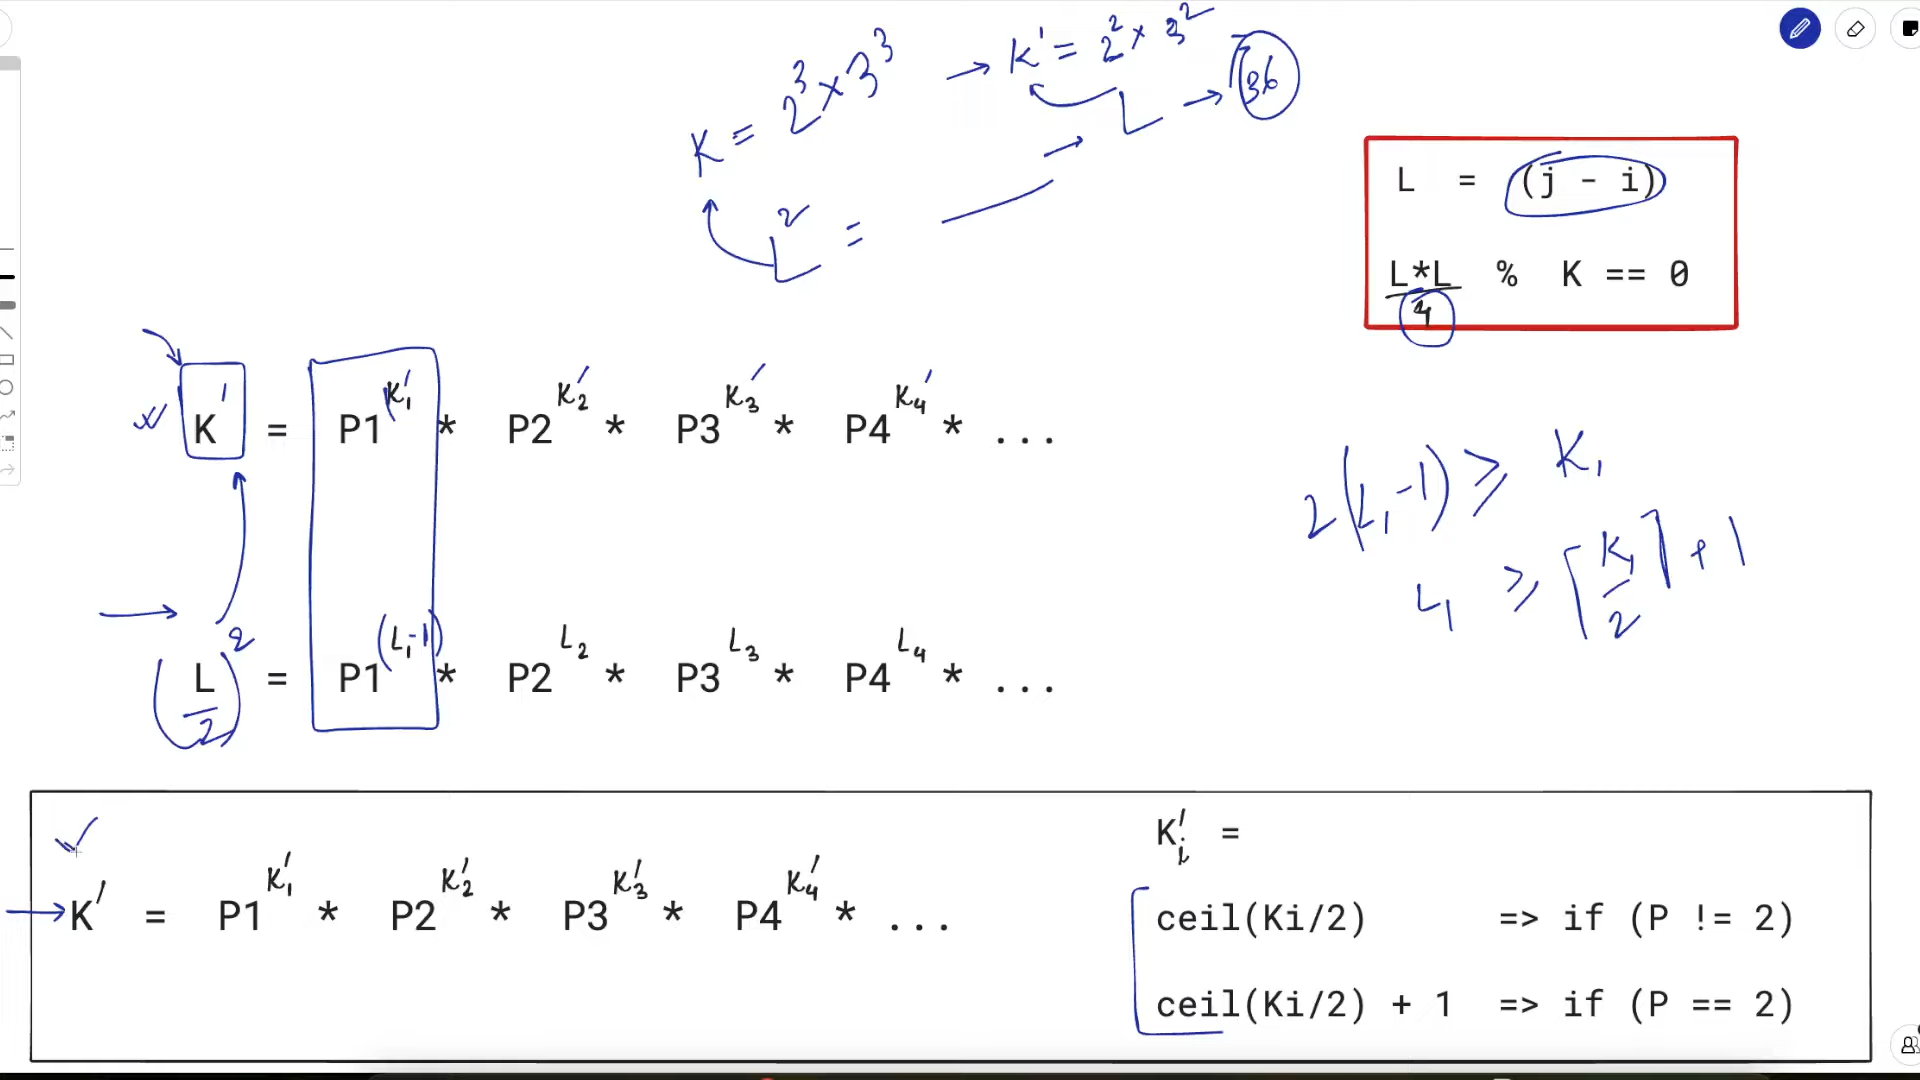 K = 2^3 × 3^3 → K' = 2^2 × 3^2
L → 36
L^2 =
L = (j - i)
L*L % K == 0
4
K' = P1^K1' * P2^K2' * P3^K3' * P4^K4' * ...
2(L1-1) ≥ K1
L1 ≥ ⌈K1/2⌉ + 1
(L/2)^2 = P1^(L1-1) * P2^L2 * P3^L3 * P4^L4 * ...
K' = P1^K1' * P2^K2' * P3^K3' * P4^K4' * ...
Ki' =
ceil(Ki/2) => if (P != 2)
ceil(Ki/2) + 1 => if (P == 2)